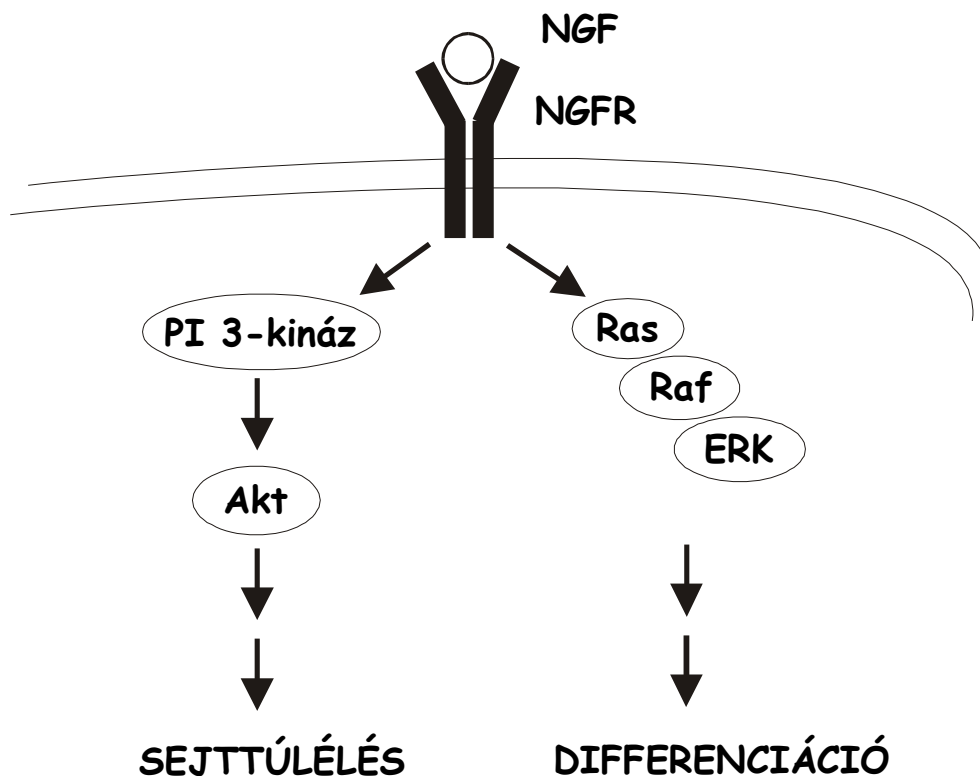 NGF
NGFR
PI 3-kináz
Ras
Raf
ERK
Akt
SEJTTÚLÉLÉS
DIFFERENCIÁCIÓ